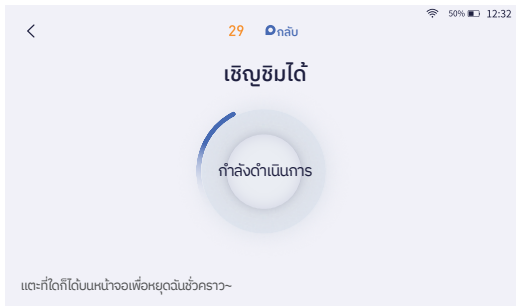 50% 12:32
29 กลับ
เชิญชิมได้
กำลังดำเนินการ
แตะที่ใดก็ได้บนหน้าจอเพื่อหยุดฉันชั่วคราว~